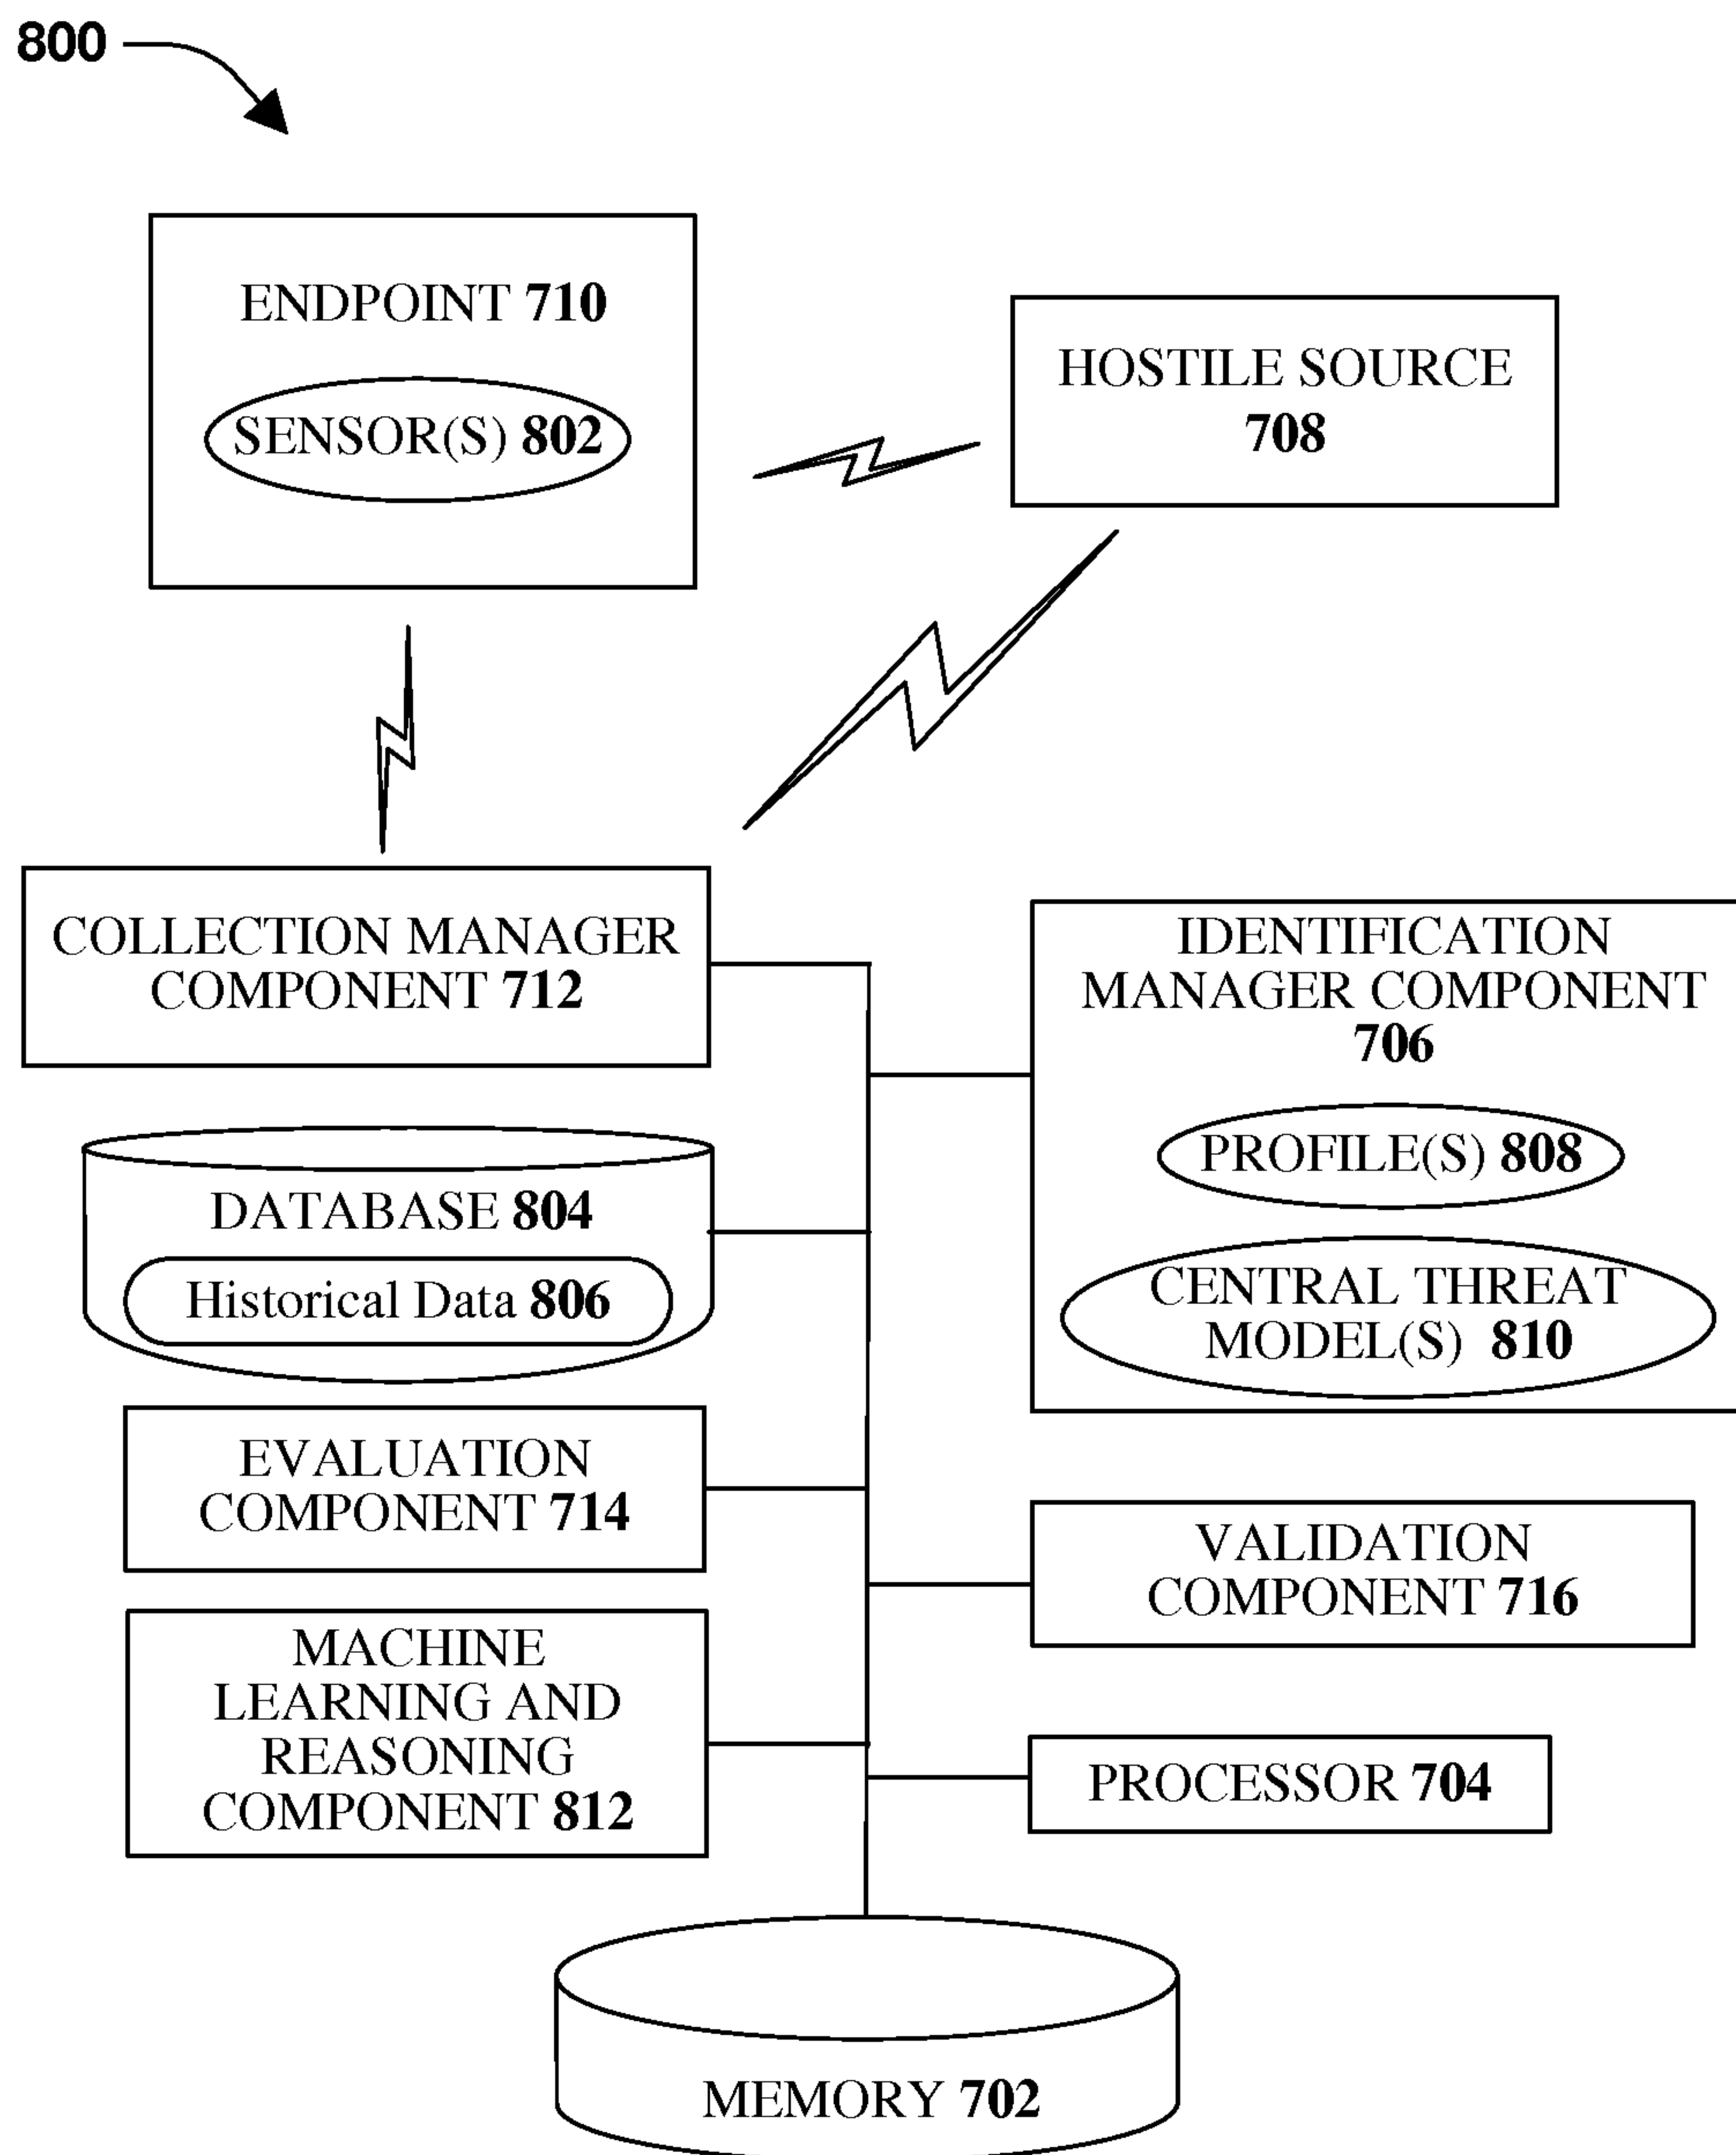 800
ENDPOINT 710
SENSOR(S) 802
HOSTILE SOURCE
708
COLLECTION MANAGER
COMPONENT 712
IDENTIFICATION
MANAGER COMPONENT
706
PROFILE(S) 808
CENTRAL THREAT
MODEL(S) 810
DATABASE 804
Historical Data 806
EVALUATION
COMPONENT 714
VALIDATION
COMPONENT 716
MACHINE
LEARNING AND
REASONING
COMPONENT 812
PROCESSOR 704
MEMORY 702